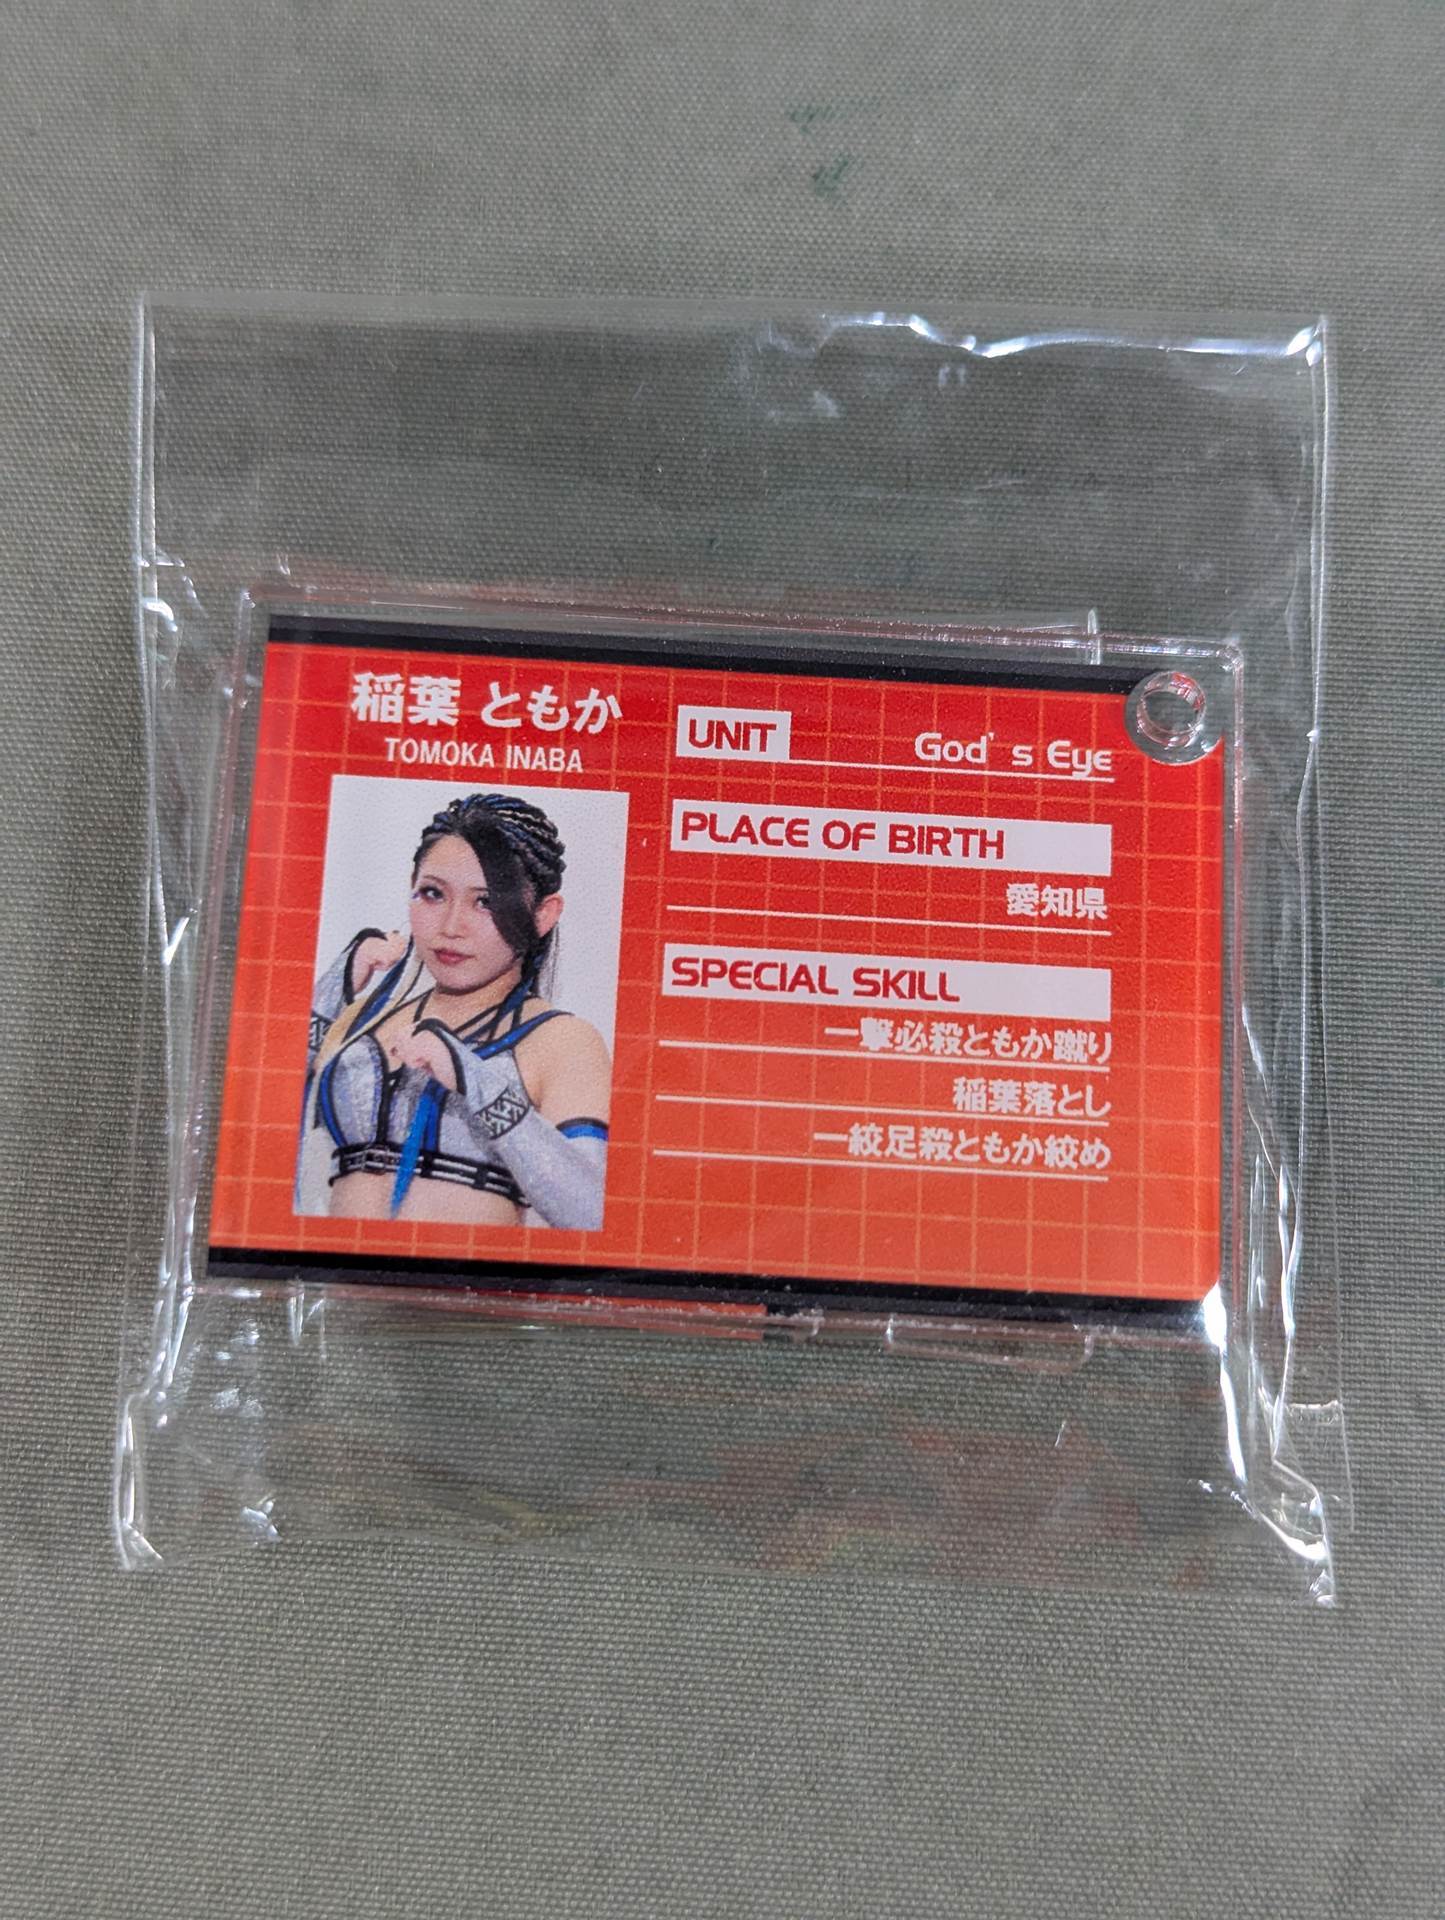 稲葉 ともか
TOMOKA INABA
UNIT
God's Eye
PLACE OF BIRTH
愛知県
SPECIAL SKILL
一撃必殺ともか蹴り
稲葉落とし
一絞足殺ともか絞め